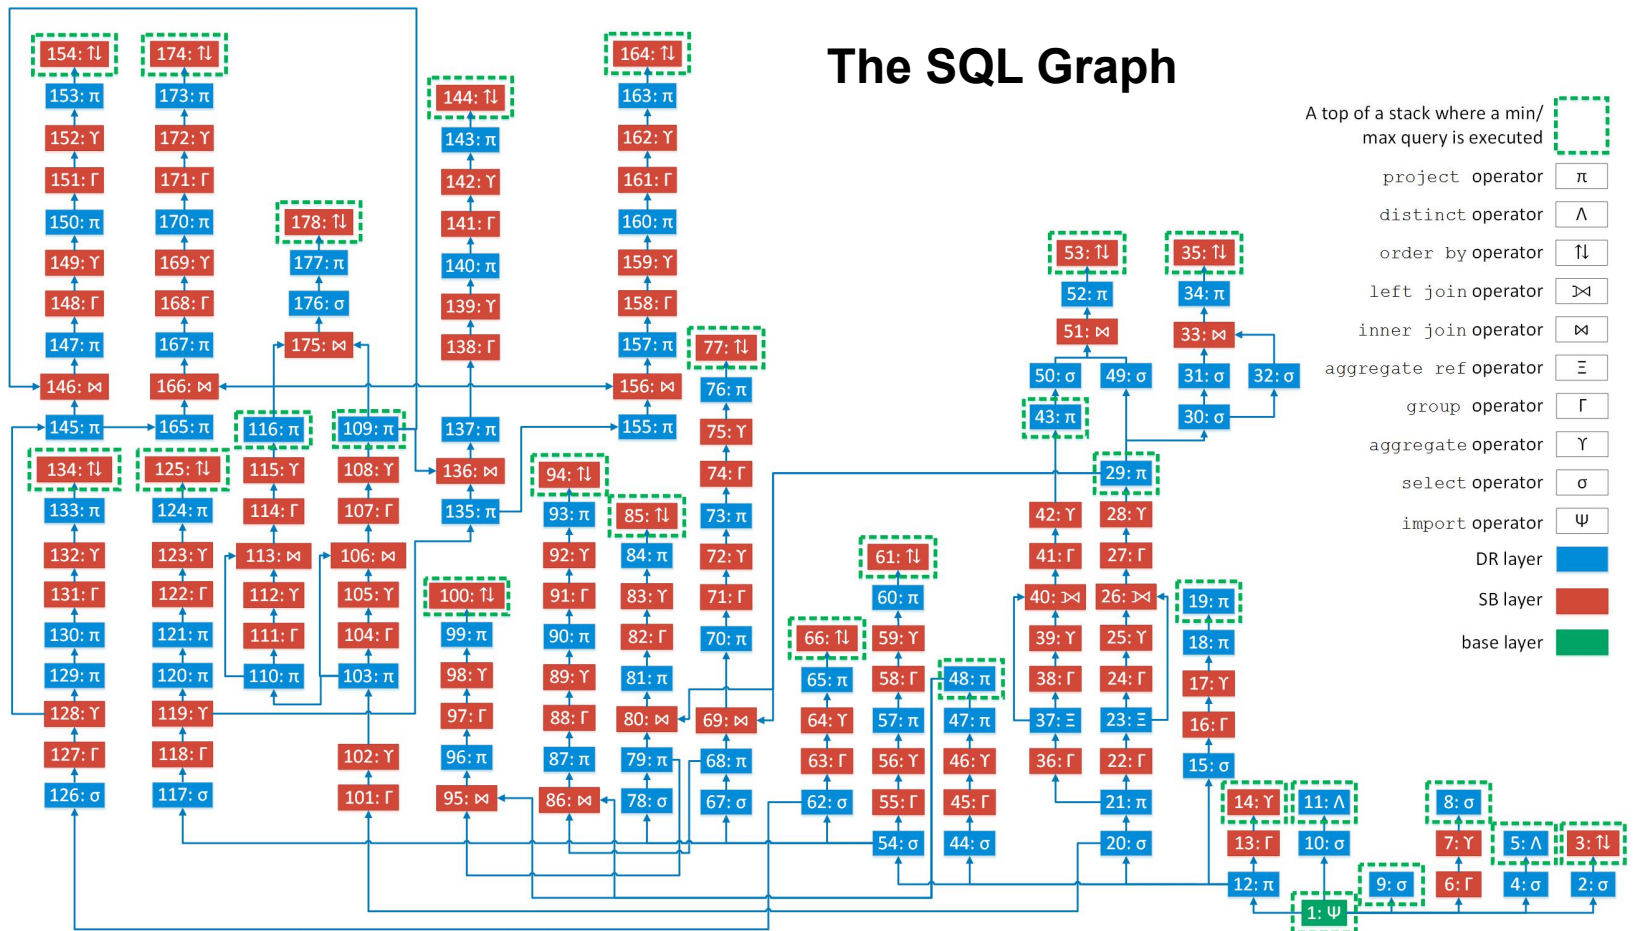 The SQL Graph
154: ⇅
174: ⇅
164: ⇅
153: π
173: π
144: ⇅
163: π
A top of a stack where a min/
max query is executed
152: ϒ
172: ϒ
143: π
162: ϒ
151: Γ
171: Γ
142: ϒ
161: Γ
project operator
π
150: π
170: π
178: ⇅
141: Γ
160: π
distinct operator
Λ
149: ϒ
169: ϒ
177: π
140: π
159: ϒ
53: ⇅
35: ⇅
order by operator
⇅
148: Γ
168: Γ
176: σ
139: ϒ
158: Γ
52: π
34: π
left join operator
⟕
147: π
167: π
175: ⋈
138: Γ
157: π
77: ⇅
51: ⋈
33: ⋈
inner join operator
⋈
146: ⋈
166: ⋈
156: ⋈
76: π
50: σ
49: σ
31: σ
32: σ
aggregate ref operator
Ξ
145: π
165: π
116: π
109: π
137: π
155: π
75: ϒ
43: π
30: σ
group operator
Γ
134: ⇅
125: ⇅
115: ϒ
108: ϒ
136: ⋈
94: ⇅
74: Γ
29: π
aggregate operator
ϒ
133: π
124: π
114: Γ
107: Γ
135: π
93: π
85: ⇅
73: π
42: ϒ
28: ϒ
select operator
σ
import operator
Ψ
132: ϒ
123: ϒ
113: ⋈
106: ⋈
92: ϒ
84: π
72: ϒ
61: ⇅
41: Γ
27: Γ
DR layer
131: Γ
122: Γ
112: ϒ
105: ϒ
100: ⇅
91: Γ
83: ϒ
71: Γ
60: π
40: ⟕
26: ⟕
19: π
SB layer
130: π
121: π
111: Γ
104: Γ
99: π
90: π
82: Γ
70: π
66: ⇅
59: ϒ
39: ϒ
25: ϒ
18: π
base layer
129: π
120: π
110: π
103: π
98: ϒ
89: ϒ
81: π
65: π
58: Γ
48: π
38: Γ
24: Γ
17: ϒ
128: ϒ
119: ϒ
97: Γ
88: Γ
80: ⋈
69: ⋈
64: ϒ
57: π
47: π
37: Ξ
23: Ξ
16: Γ
127: Γ
118: Γ
102: ϒ
96: π
87: π
79: π
68: π
63: Γ
56: ϒ
46: ϒ
36: Γ
22: Γ
15: σ
126: σ
117: σ
101: Γ
95: ⋈
86: ⋈
78: σ
67: σ
62: σ
55: Γ
45: Γ
21: π
14: ϒ
11: Λ
8: σ
54: σ
44: σ
20: σ
13: Γ
10: σ
7: ϒ
5: Λ
3: ⇅
12: π
9: σ
6: Γ
4: σ
2: σ
1: Ψ